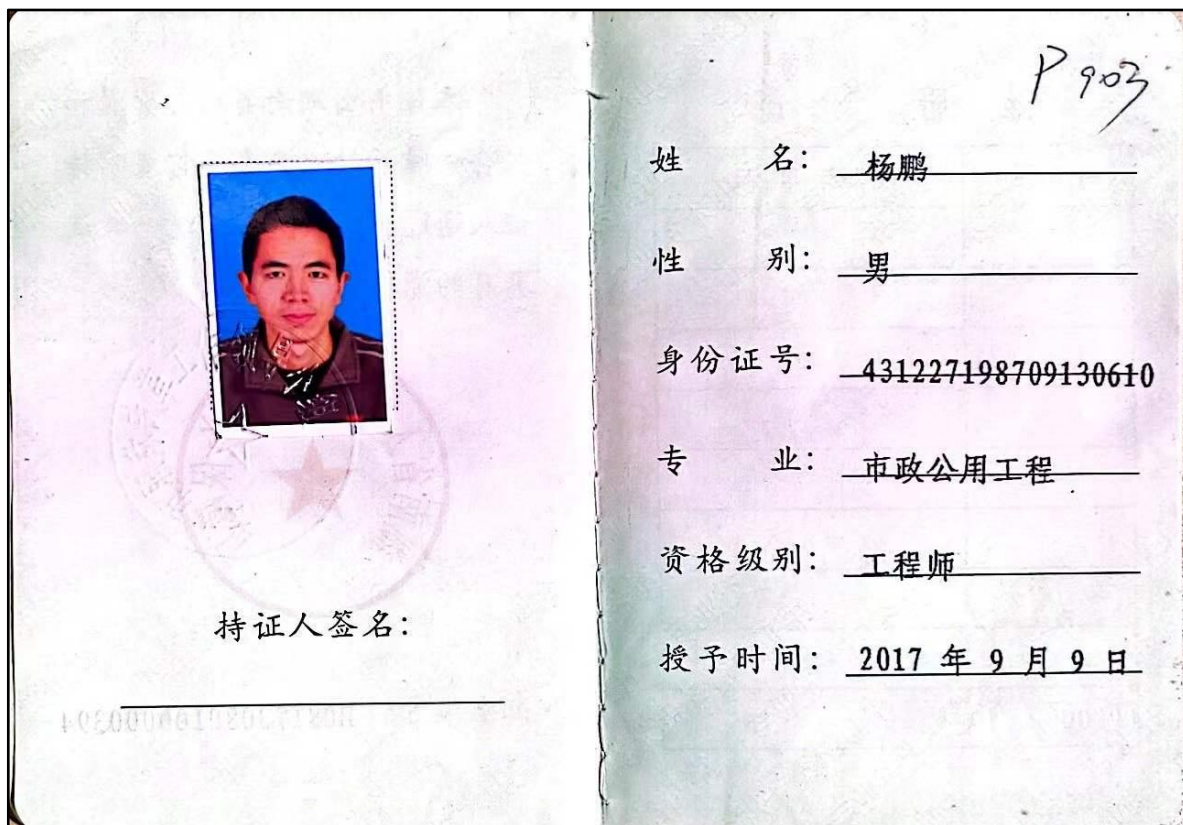 P903
姓 名：杨鹏
性 别：男
身份证号：431227198709130610
专 业：市政公用工程
资格级别：工程师
授予时间：2017 年 9 月 9 日
持证人签名：